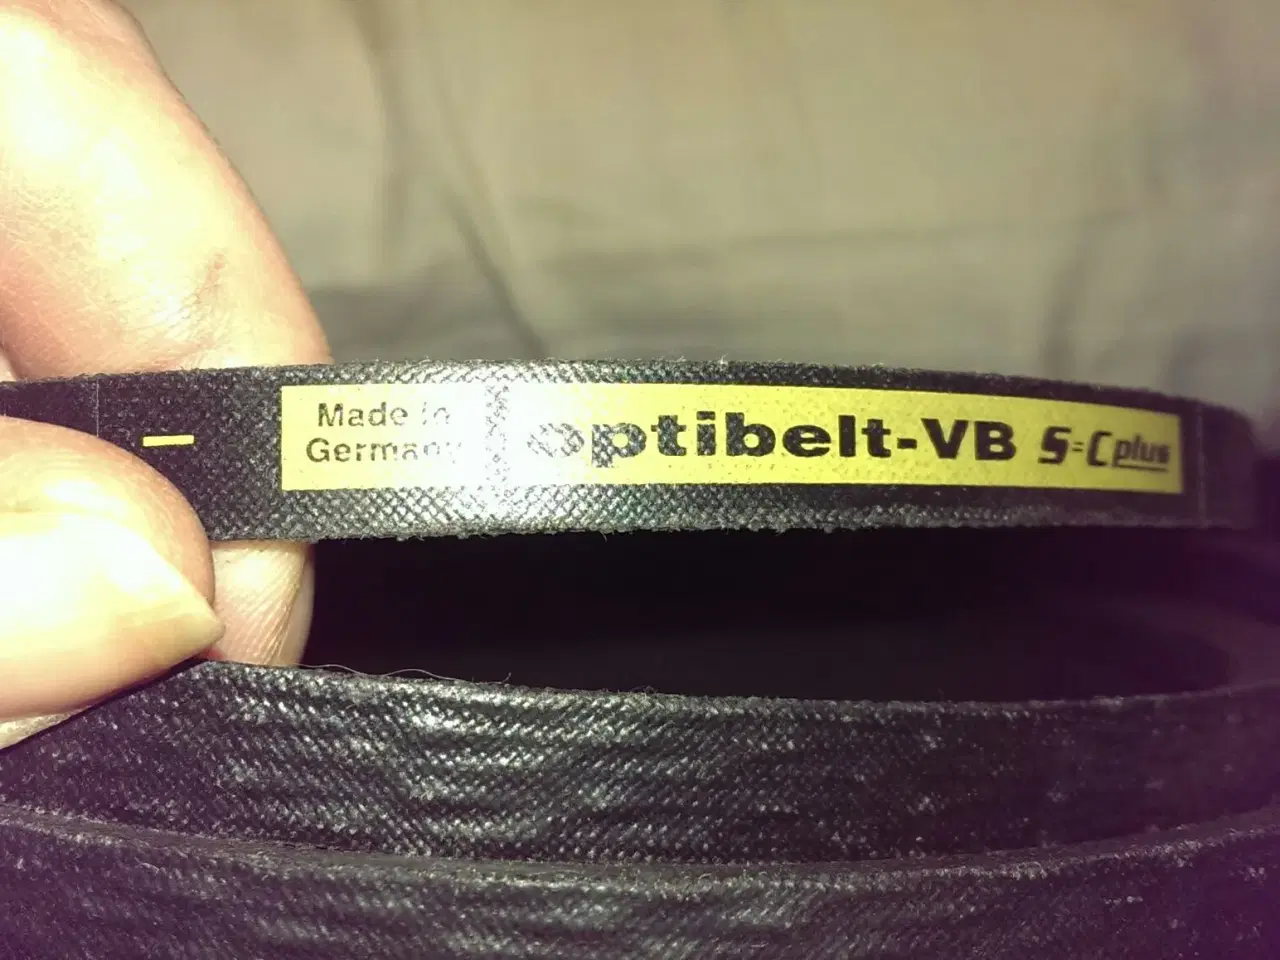 Made in
Germany
optibelt-VB S=C plus